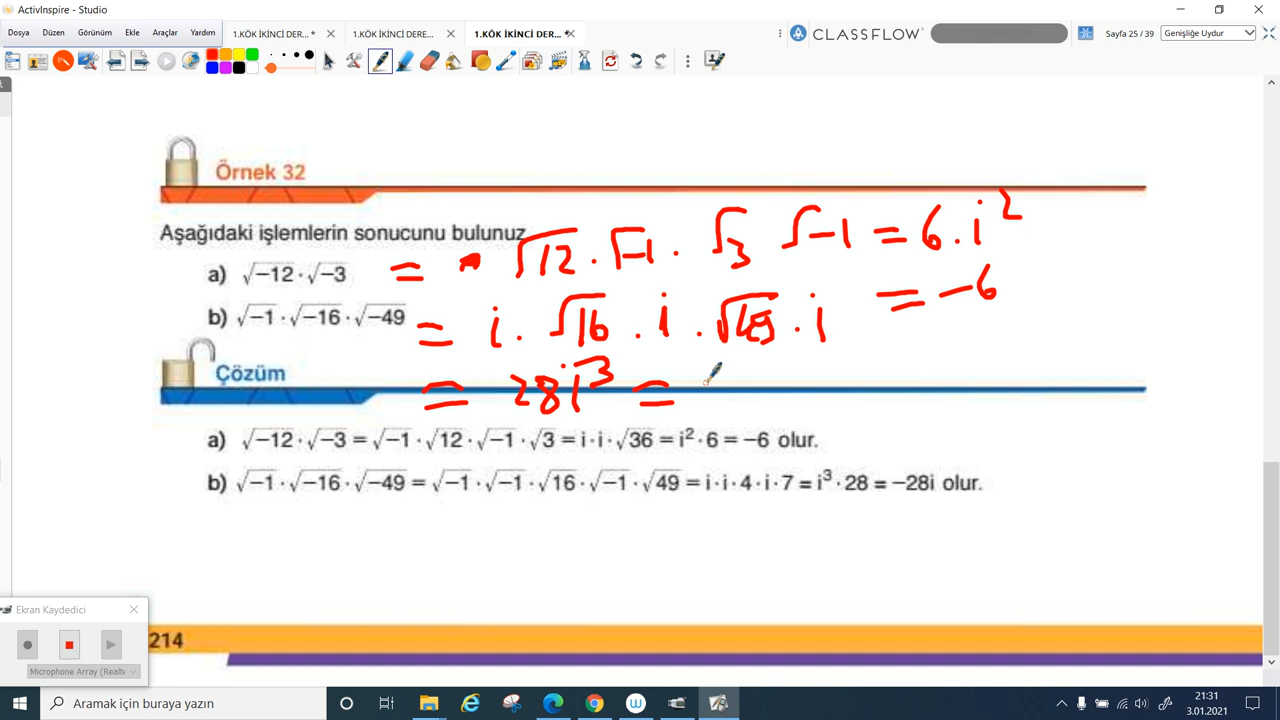 ActivInspire - Studio
Dosya Düzen Görünüm Ekle Araçlar Yardım
1.KÖK İKİNCİ DERE... * 1.KÖK İKİNCİ DEREC... 1.KÖK İKİNCİ DER... *
CLASSFLOW
Sayfa 25 / 39 Genişliğe Uydur
Örnek 32
Aşağıdaki işlemlerin sonucunu bulunuz
a) √−12 · √−3 = √12 · √−1 · √3 √−1 = 6 · i²
= −6
b) √−1 · √−16 · √−49 = i · √16 · i · √49 · i
= 28i³ =
Çözüm
a) √−12 · √−3 = √−1 · √12 · √−1 · √3 = i · i · √36 = i² · 6 = −6 olur.
b) √−1 · √−16 · √−49 = √−1 · √−1 · √16 · √−1 · √49 = i · i · 4 · i · 7 = i³ · 28 = −28i olur.
Ekran Kaydedici
Microphone Array (Realte
214
Aramak için buraya yazın
21:31
3.01.2021